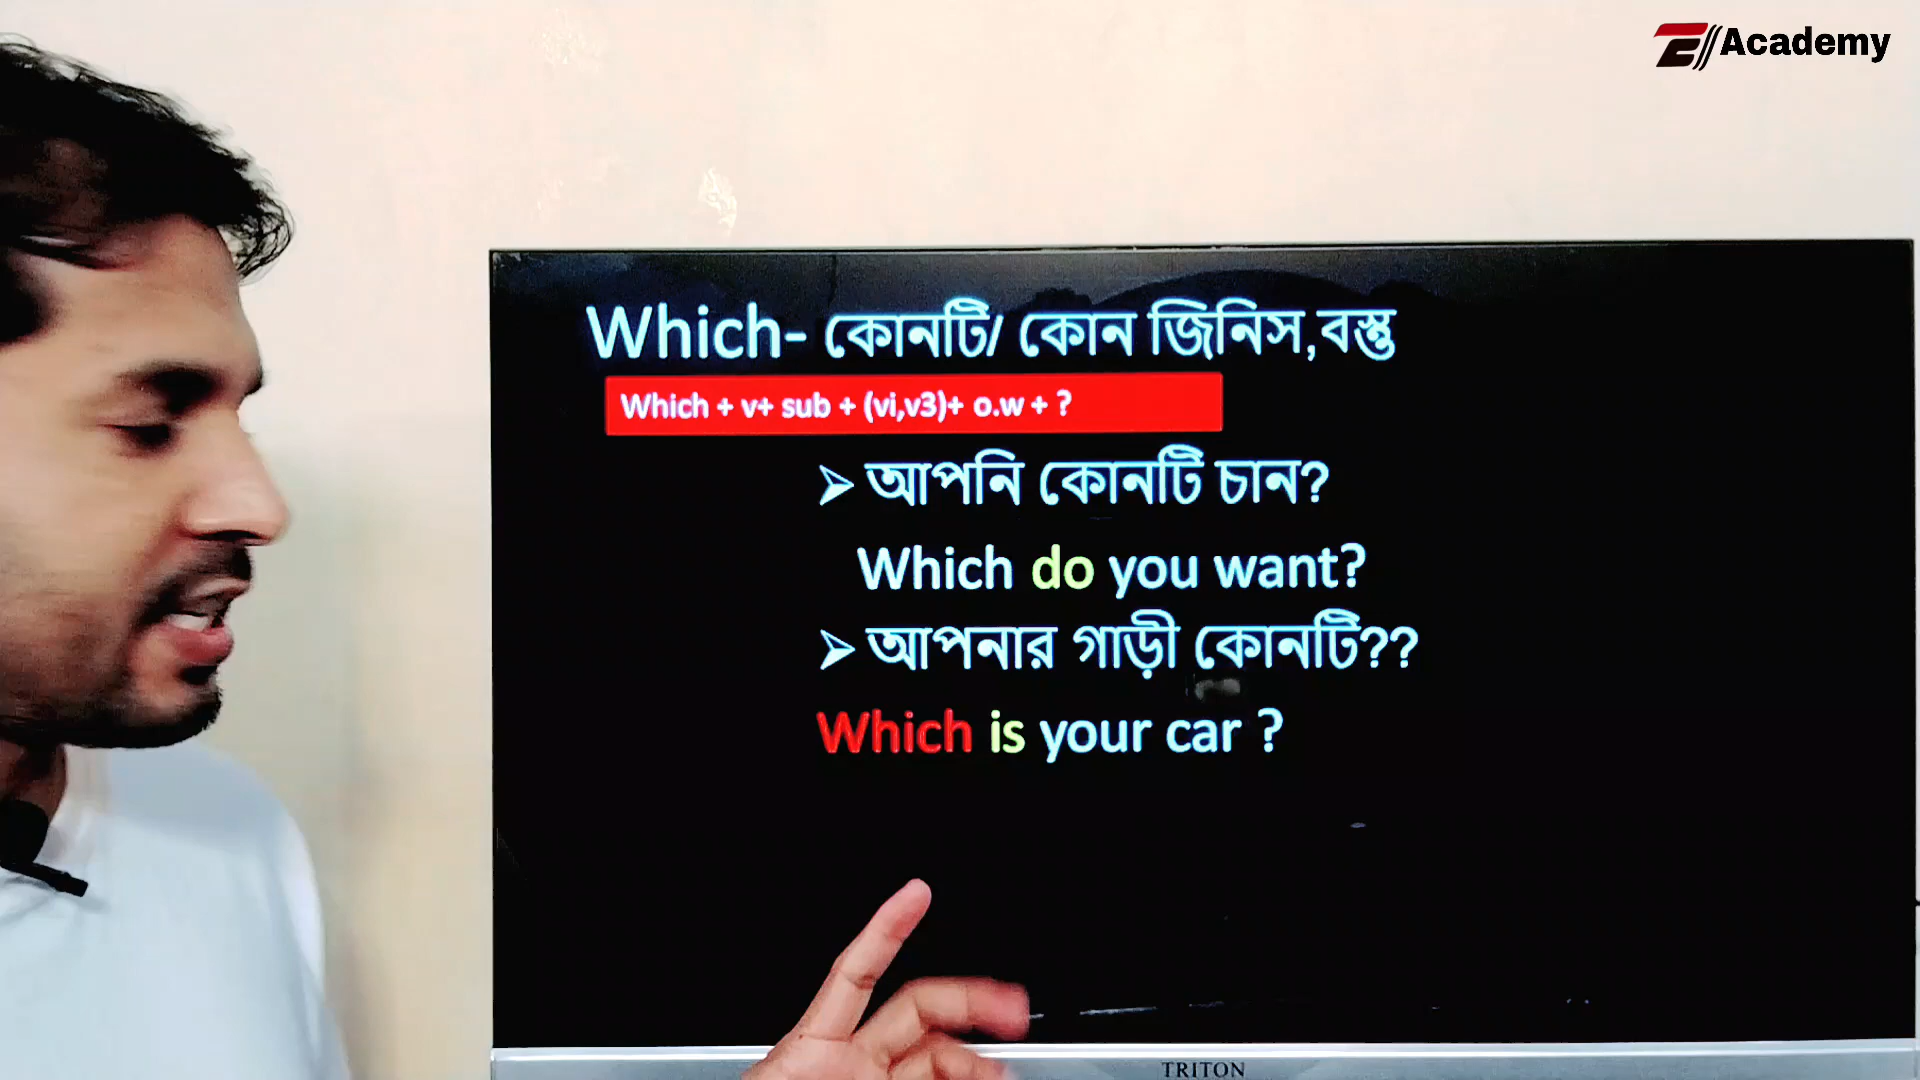 Academy
Which- কোনটি/ কোন জিনিস,বস্তু
Which + v+ sub + (vi,v3)+ o.w + ?
➢ আপনি কোনটি চান?
Which do you want?
➢ আপনার গাড়ী কোনটি??
Which is your car ?
TRITON